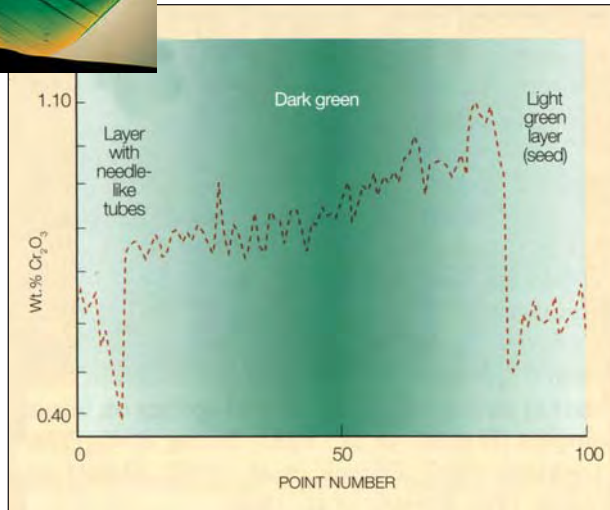 1.10
Dark green
Layer
with
needle-
like
tubes
Light
green
layer
(seed)
Wt.% Cr₂O₃
0.40
0
50
100
POINT NUMBER